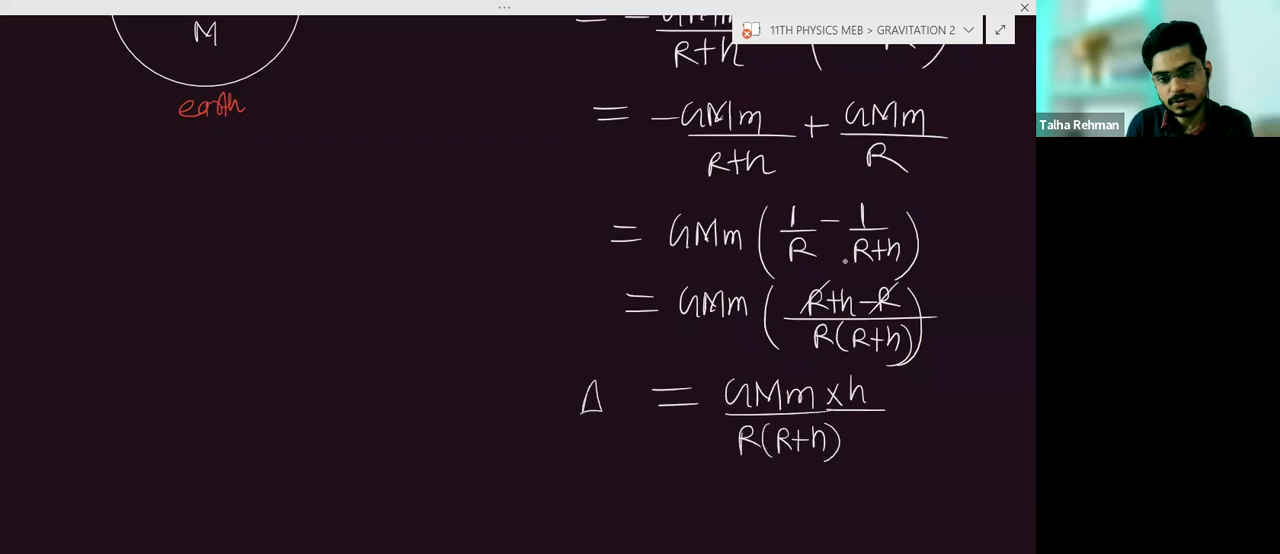 11TH PHYSICS MEB > GRAVITATION 2
Talha Rehman
M
earth
R+h
= -GMm/R+h + GMm/R
= GMm (1/R - 1/R+h)
= GMm (R+h-R/R(R+h))
Δ = GMm×h/R(R+h)